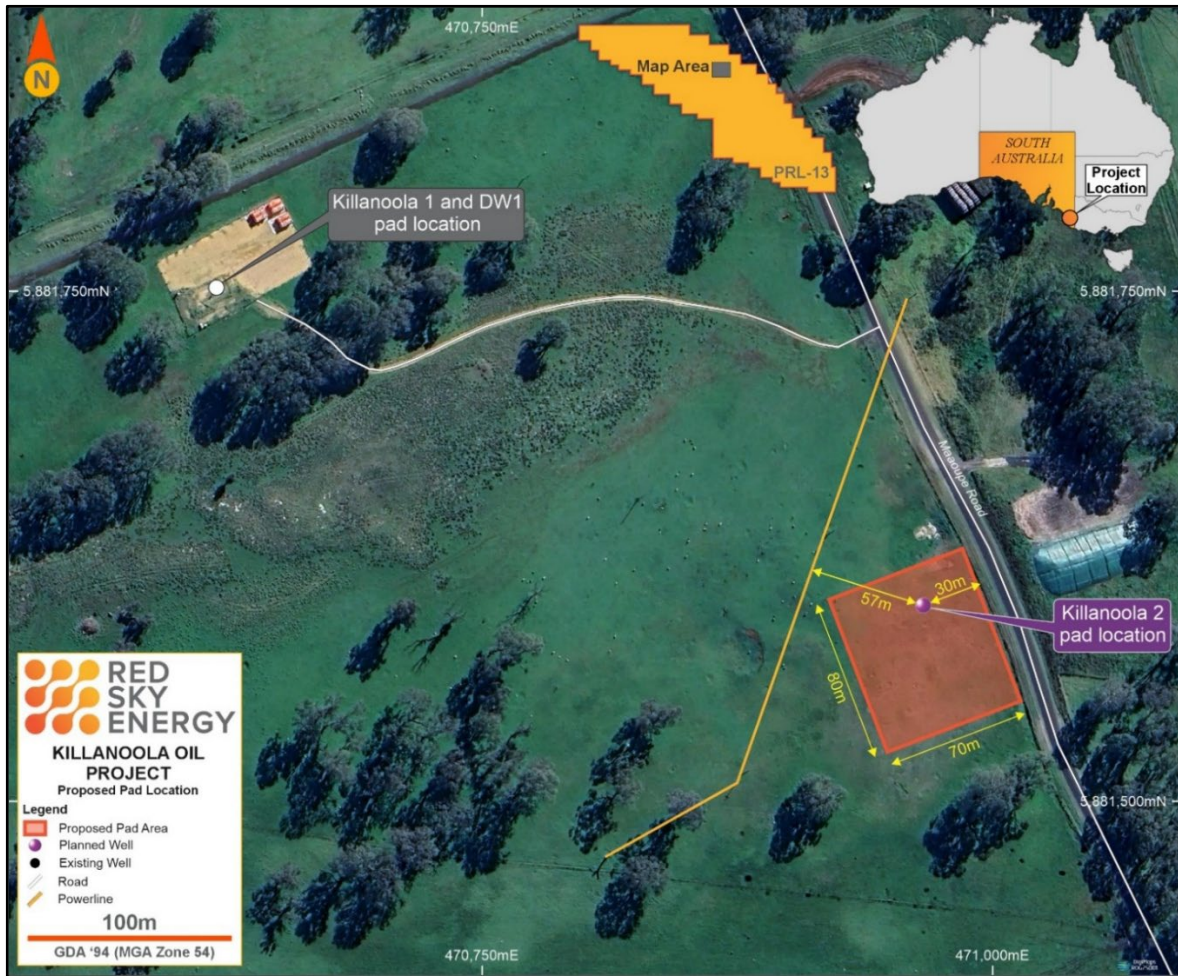 470,750mE
Map Area
PRL-13
SOUTH
AUSTRALIA
Project
Location
N
Killanoola 1 and DW1
pad location
5,881,750mN
5,881,750mN
Maaoupe Road
57m
30m
Killanoola 2
pad location
80m
70m
RED
SKY
ENERGY
KILLANOOLA OIL
PROJECT
Proposed Pad Location
Legend
Proposed Pad Area
Planned Well
Existing Well
Road
Powerline
100m
GDA '94 (MGA Zone 54)
5,881,500mN
470,750mE
471,000mE